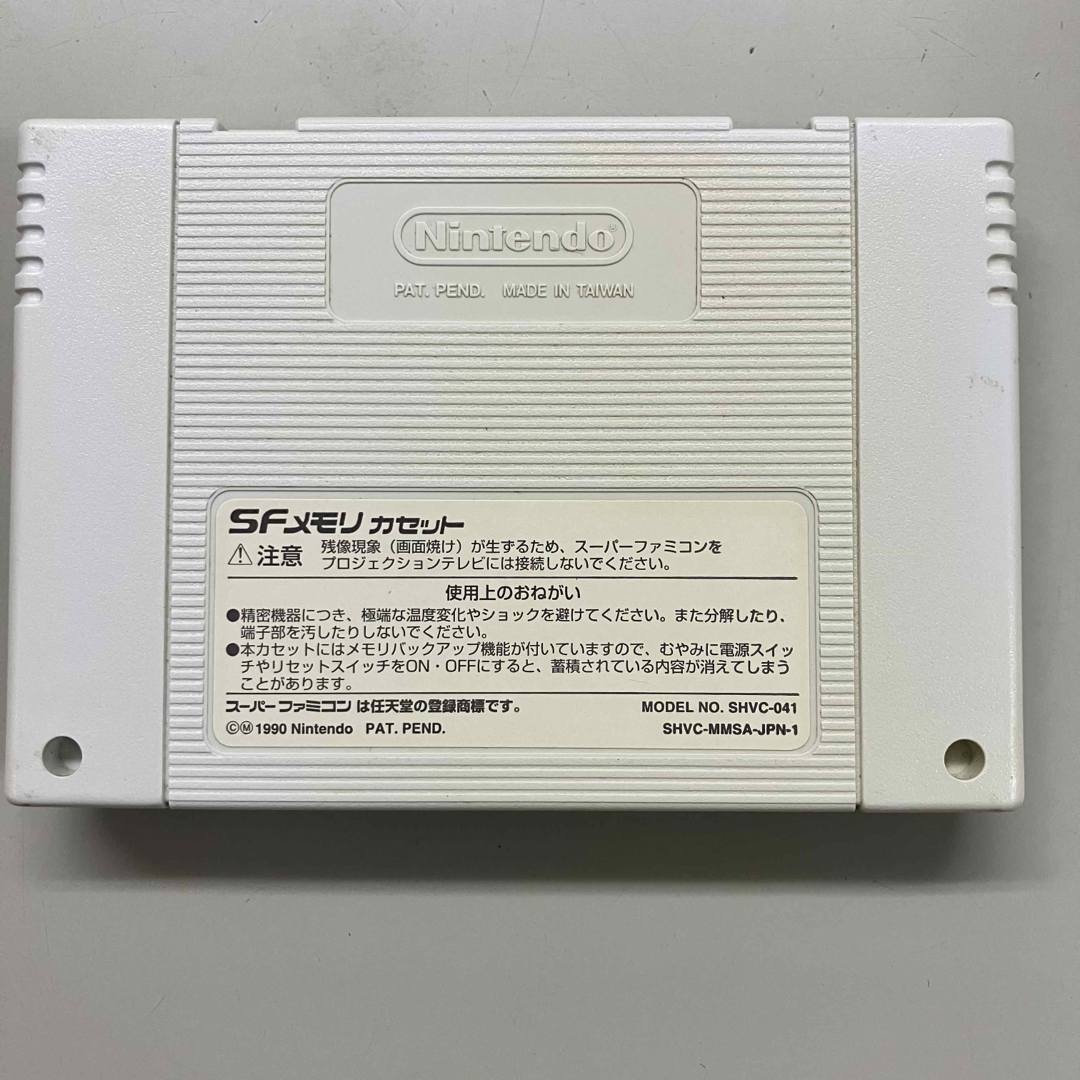 Nintendo®
PAT. PEND. MADE IN TAIWAN
SFメモリ カセット
⚠注意 残像現象（画面焼け）が生ずるため、スーパーファミコンを
プロジェクションテレビには接続しないでください。
使用上のおねがい
●精密機器につき、極端な温度変化やショックを避けてください。また分解したり、
端子部を汚したりしないでください。
●本カセットにはメモリバックアップ機能が付いていますので、むやみに電源スイッ
チやリセットスイッチをON・OFFにすると、蓄積されている内容が消えてしまう
ことがあります。
スーパーファミコンは任天堂の登録商標です。 MODEL NO. SHVC-041
©Ⓜ1990 Nintendo PAT. PEND. SHVC-MMSA-JPN-1